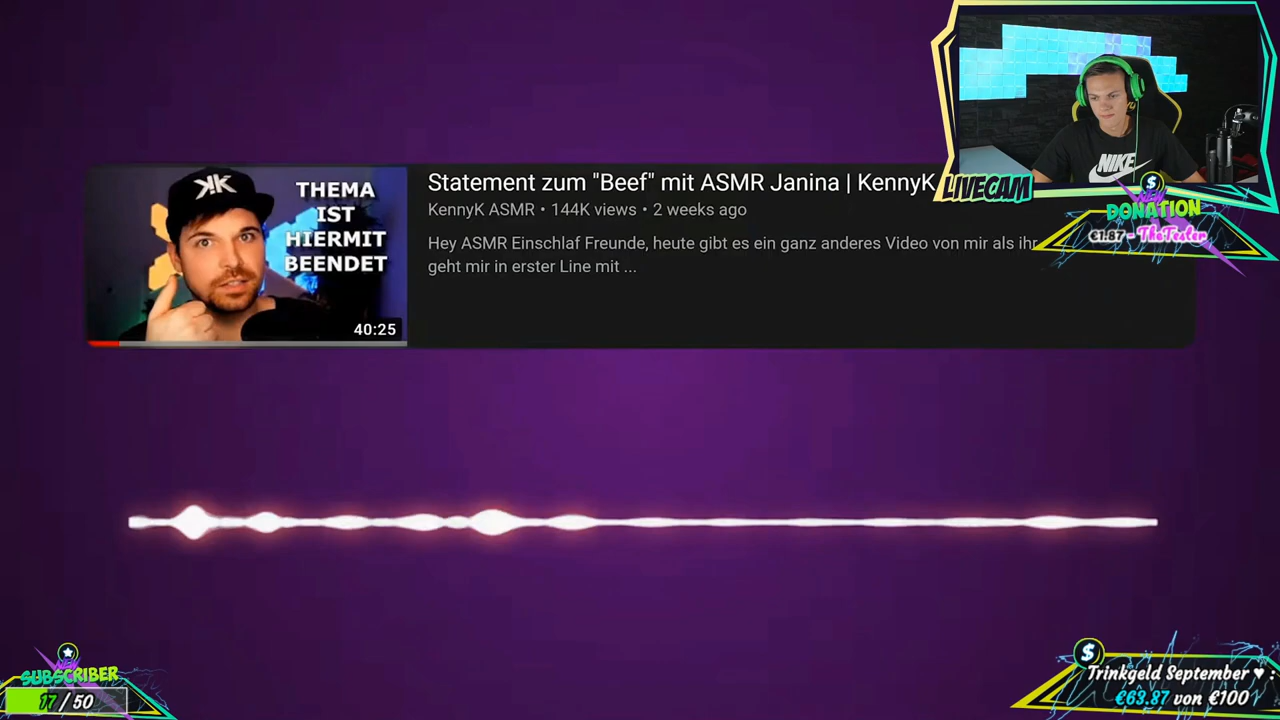 THEMA
IST
HIERMIT
BEENDET
40:25
Statement zum "Beef" mit ASMR Janina | KennyK
KennyK ASMR • 144K views • 2 weeks ago
Hey ASMR Einschlaf Freunde, heute gibt es ein ganz anderes Video von mir als ihr
geht mir in erster Line mit ...
NIKE
LIVECAM
NEW
DONATION
€1.87 - TheTester
NEW
SUBSCRIBER
17 / 50
Trinkgeld September ♥ :
€63.87 von €100